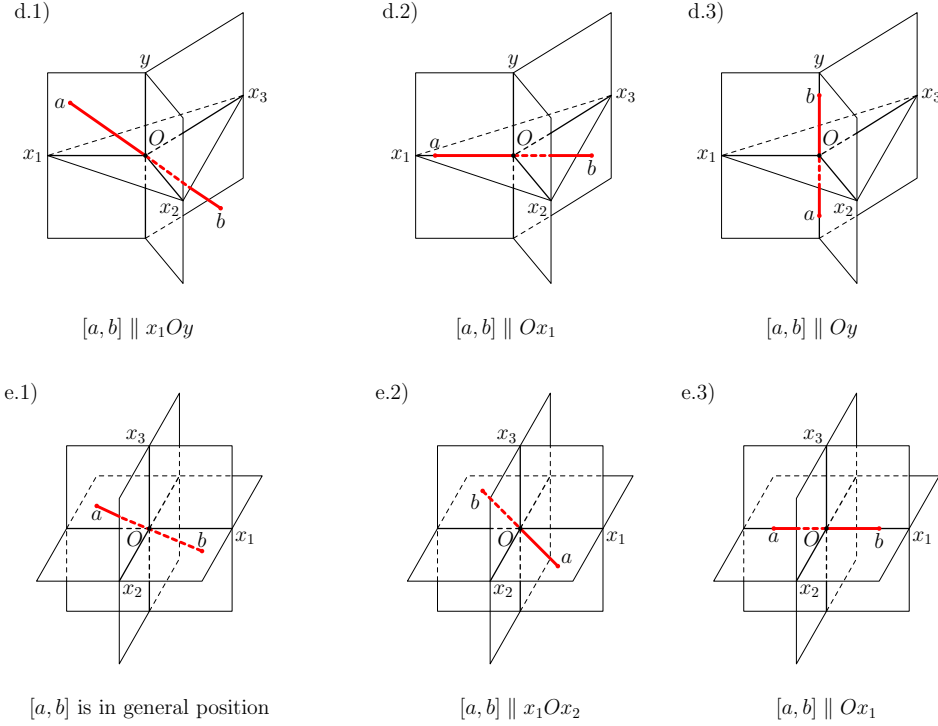 d.1)
y
x₃
a
O
x₁
x₂
b
[a, b] ∥ x₁Oy
d.2)
y
x₃
a
O
x₁
b
x₂
[a, b] ∥ Ox₁
d.3)
y
b
x₃
O
x₁
x₂
a
[a, b] ∥ Oy
e.1)
x₃
a
O
b
x₁
x₂
[a, b] is in general position
e.2)
x₃
b
O
a
x₁
x₂
[a, b] ∥ x₁Ox₂
e.3)
x₃
a
O
b
x₁
x₂
[a, b] ∥ Ox₁